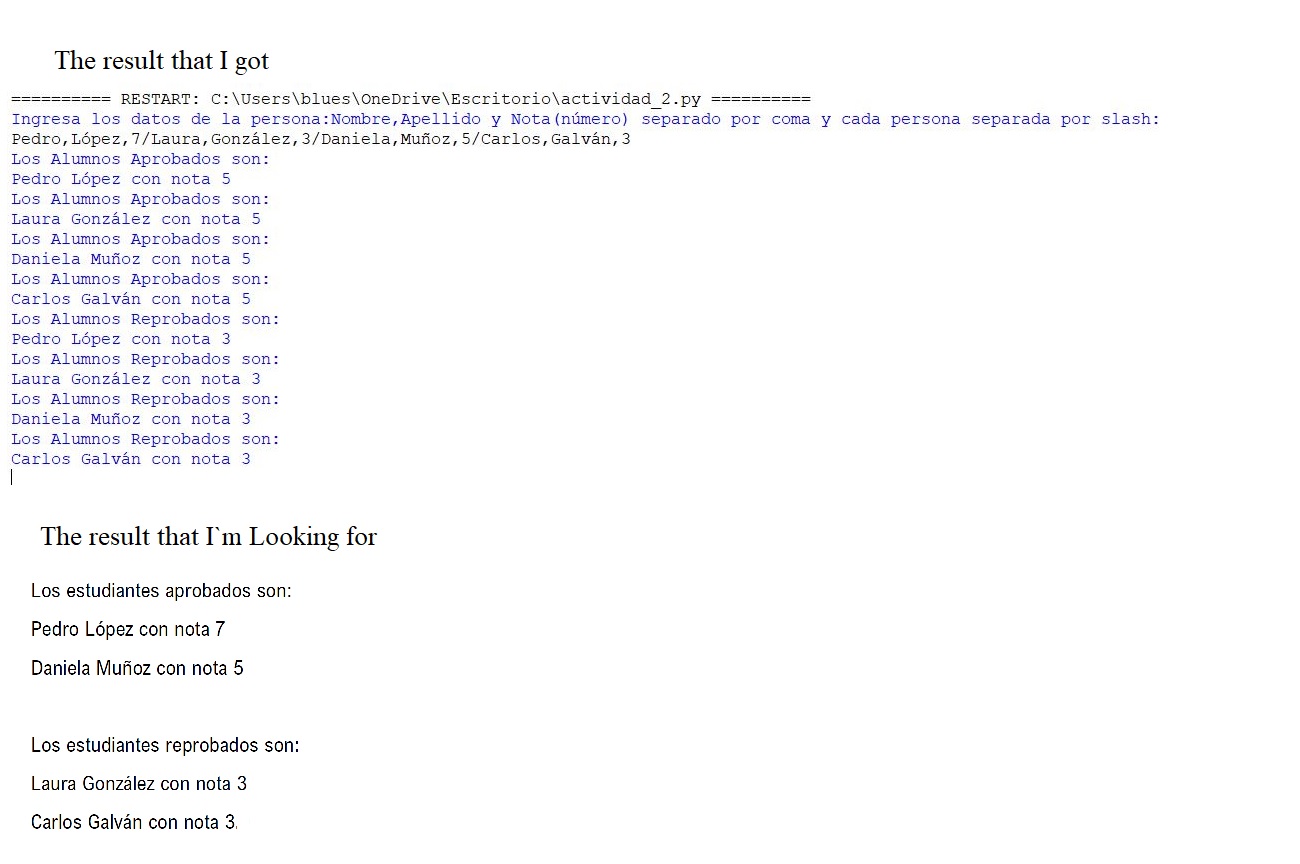 The result that I got
========== RESTART: C:\Users\blues\OneDrive\Escritorio\actividad_2.py ==========
Ingresa los datos de la persona:Nombre,Apellido y Nota(número) separado por coma y cada persona separada por slash:
Pedro,López,7/Laura,González,3/Daniela,Muñoz,5/Carlos,Galván,3
Los Alumnos Aprobados son:
Pedro López con nota 5
Los Alumnos Aprobados son:
Laura González con nota 5
Los Alumnos Aprobados son:
Daniela Muñoz con nota 5
Los Alumnos Aprobados son:
Carlos Galván con nota 5
Los Alumnos Reprobados son:
Pedro López con nota 3
Los Alumnos Reprobados son:
Laura González con nota 3
Los Alumnos Reprobados son:
Daniela Muñoz con nota 3
Los Alumnos Reprobados son:
Carlos Galván con nota 3
The result that I`m Looking for
Los estudiantes aprobados son:
Pedro López con nota 7
Daniela Muñoz con nota 5
Los estudiantes reprobados son:
Laura González con nota 3
Carlos Galván con nota 3.